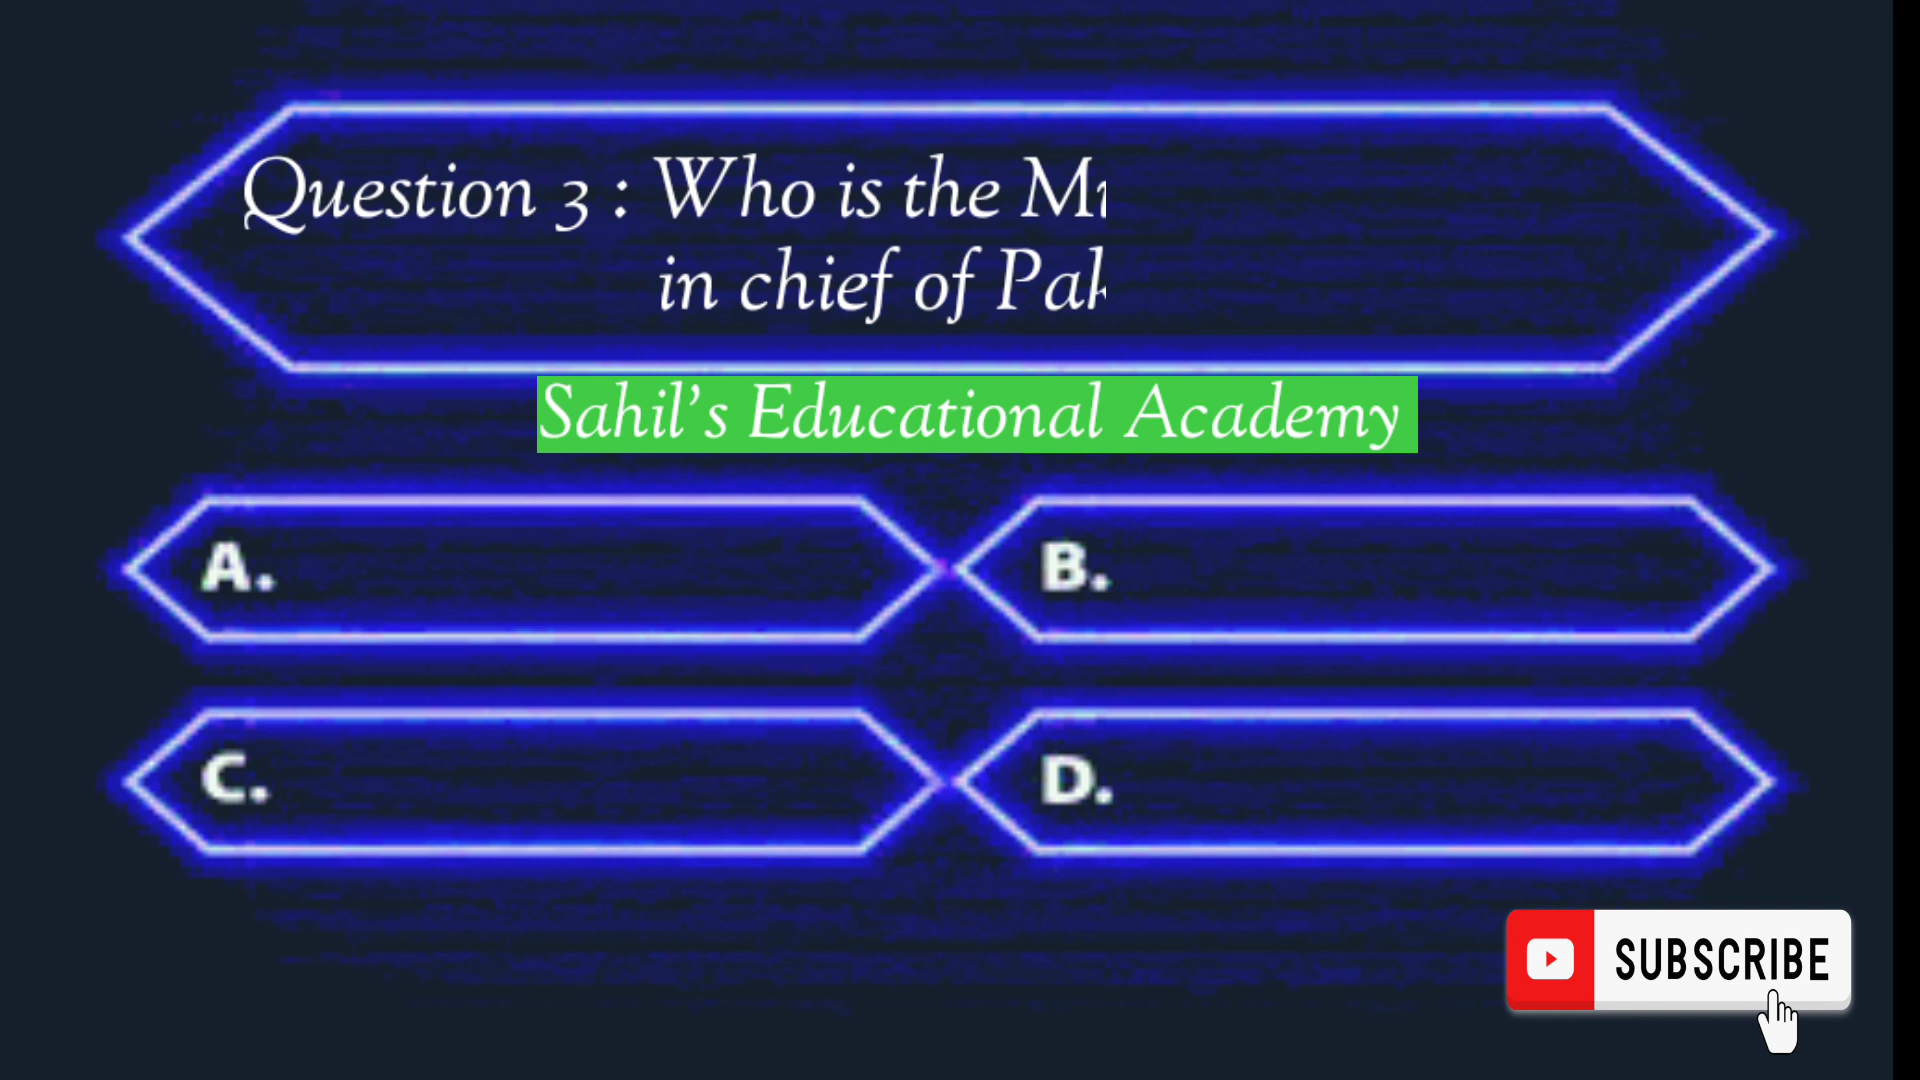 Question 3 : Who is the
in chief of
Sahil's Educational Academy
A.
B.
C.
D.
SUBSCRIBE